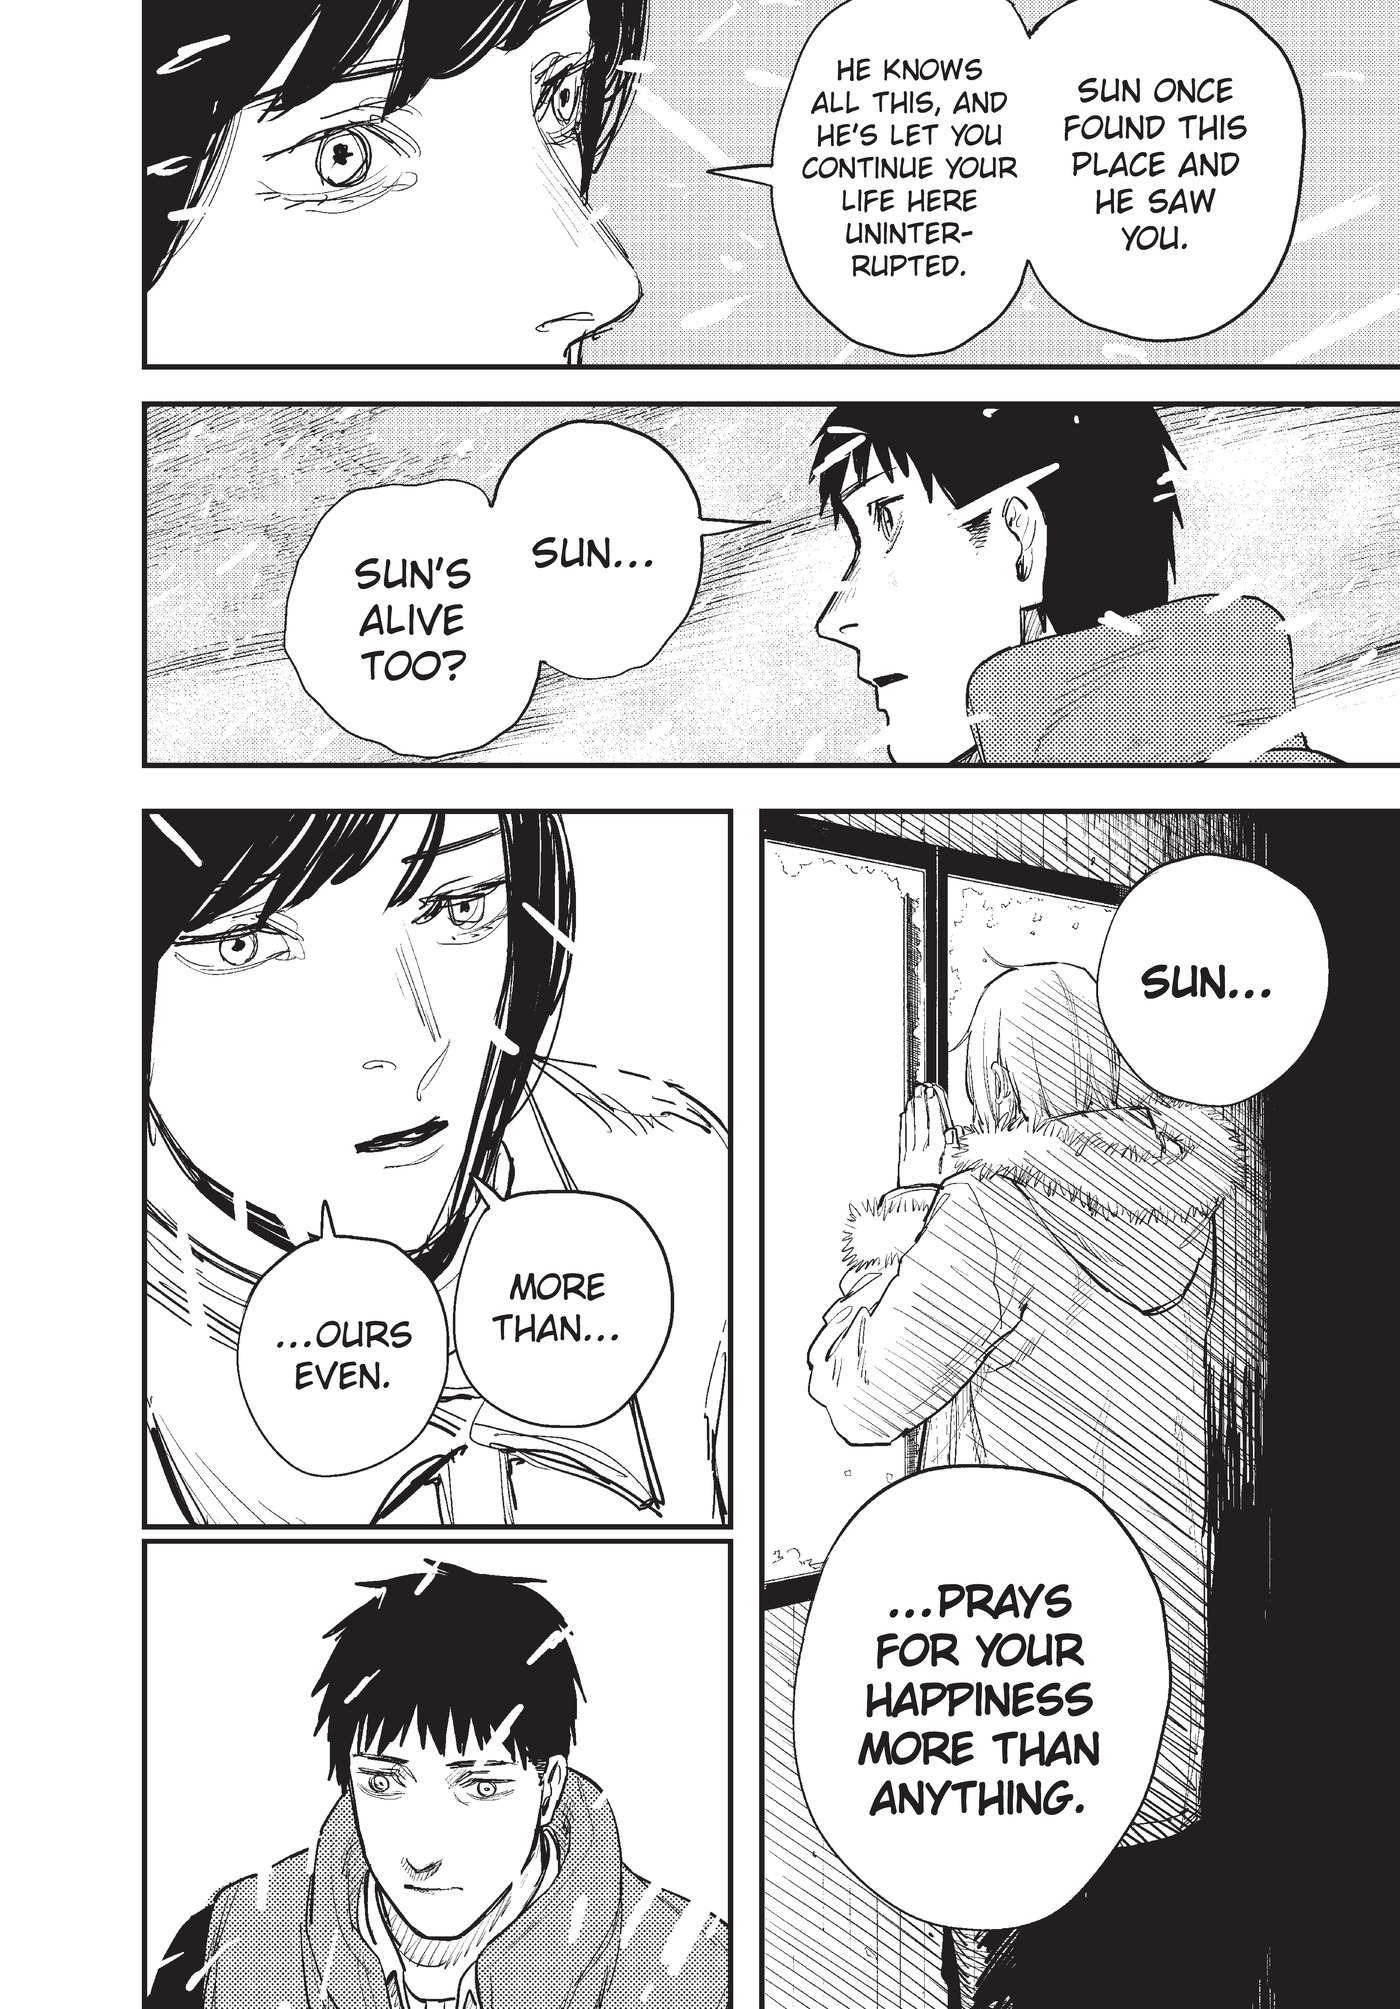 SUN ONCE
FOUND THIS
PLACE AND
HE SAW
YOU.
HE KNOWS
ALL THIS, AND
HE'S LET YOU
CONTINUE YOUR
LIFE HERE
UNINTER-
RUPTED.
SUN...
SUN'S
ALIVE
TOO?
SUN...
...PRAYS
FOR YOUR
HAPPINESS
MORE THAN
ANYTHING.
MORE
THAN...
...OURS
EVEN.